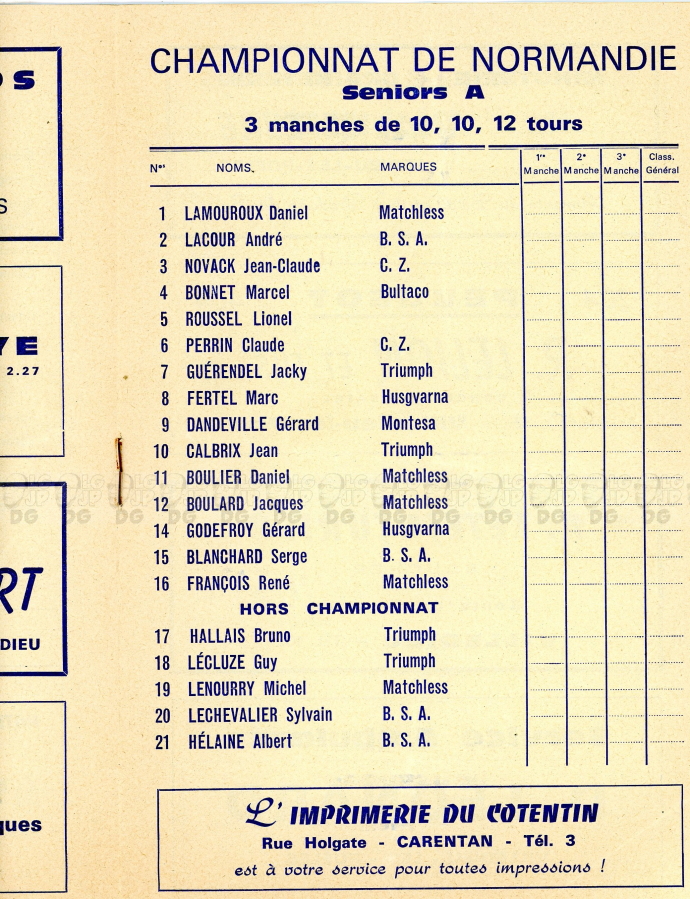 CHAMPIONNAT DE NORMANDIE
Seniors A
3 manches de 10, 10, 12 tours
Nos NOMS. MARQUES 1re Manche 2e Manche 3e Manche Class. Général
1 LAMOUROUX Daniel Matchless
2 LACOUR André B. S. A.
3 NOVACK Jean-Claude C. Z.
4 BONNET Marcel Bultaco
5 ROUSSEL Lionel
6 PERRIN Claude C. Z.
7 GUÉRENDEL Jacky Triumph
8 FERTEL Marc Husgvarna
9 DANDEVILLE Gérard Montesa
10 CALBRIX Jean Triumph
11 BOULIER Daniel Matchless
12 BOULARD Jacques Matchless
14 GODEFROY Gérard Husgvarna
15 BLANCHARD Serge B. S. A.
16 FRANÇOIS René Matchless
HORS CHAMPIONNAT
17 HALLAIS Bruno Triumph
18 LÉCLUZE Guy Triumph
19 LENOURRY Michel Matchless
20 LECHEVALIER Sylvain B. S. A.
21 HÉLAINE Albert B. S. A.
L'IMPRIMERIE DU COTENTIN
Rue Holgate - CARENTAN - Tél. 3
est à votre service pour toutes impressions !
S
YE
2.27
RT
DIEU
ques